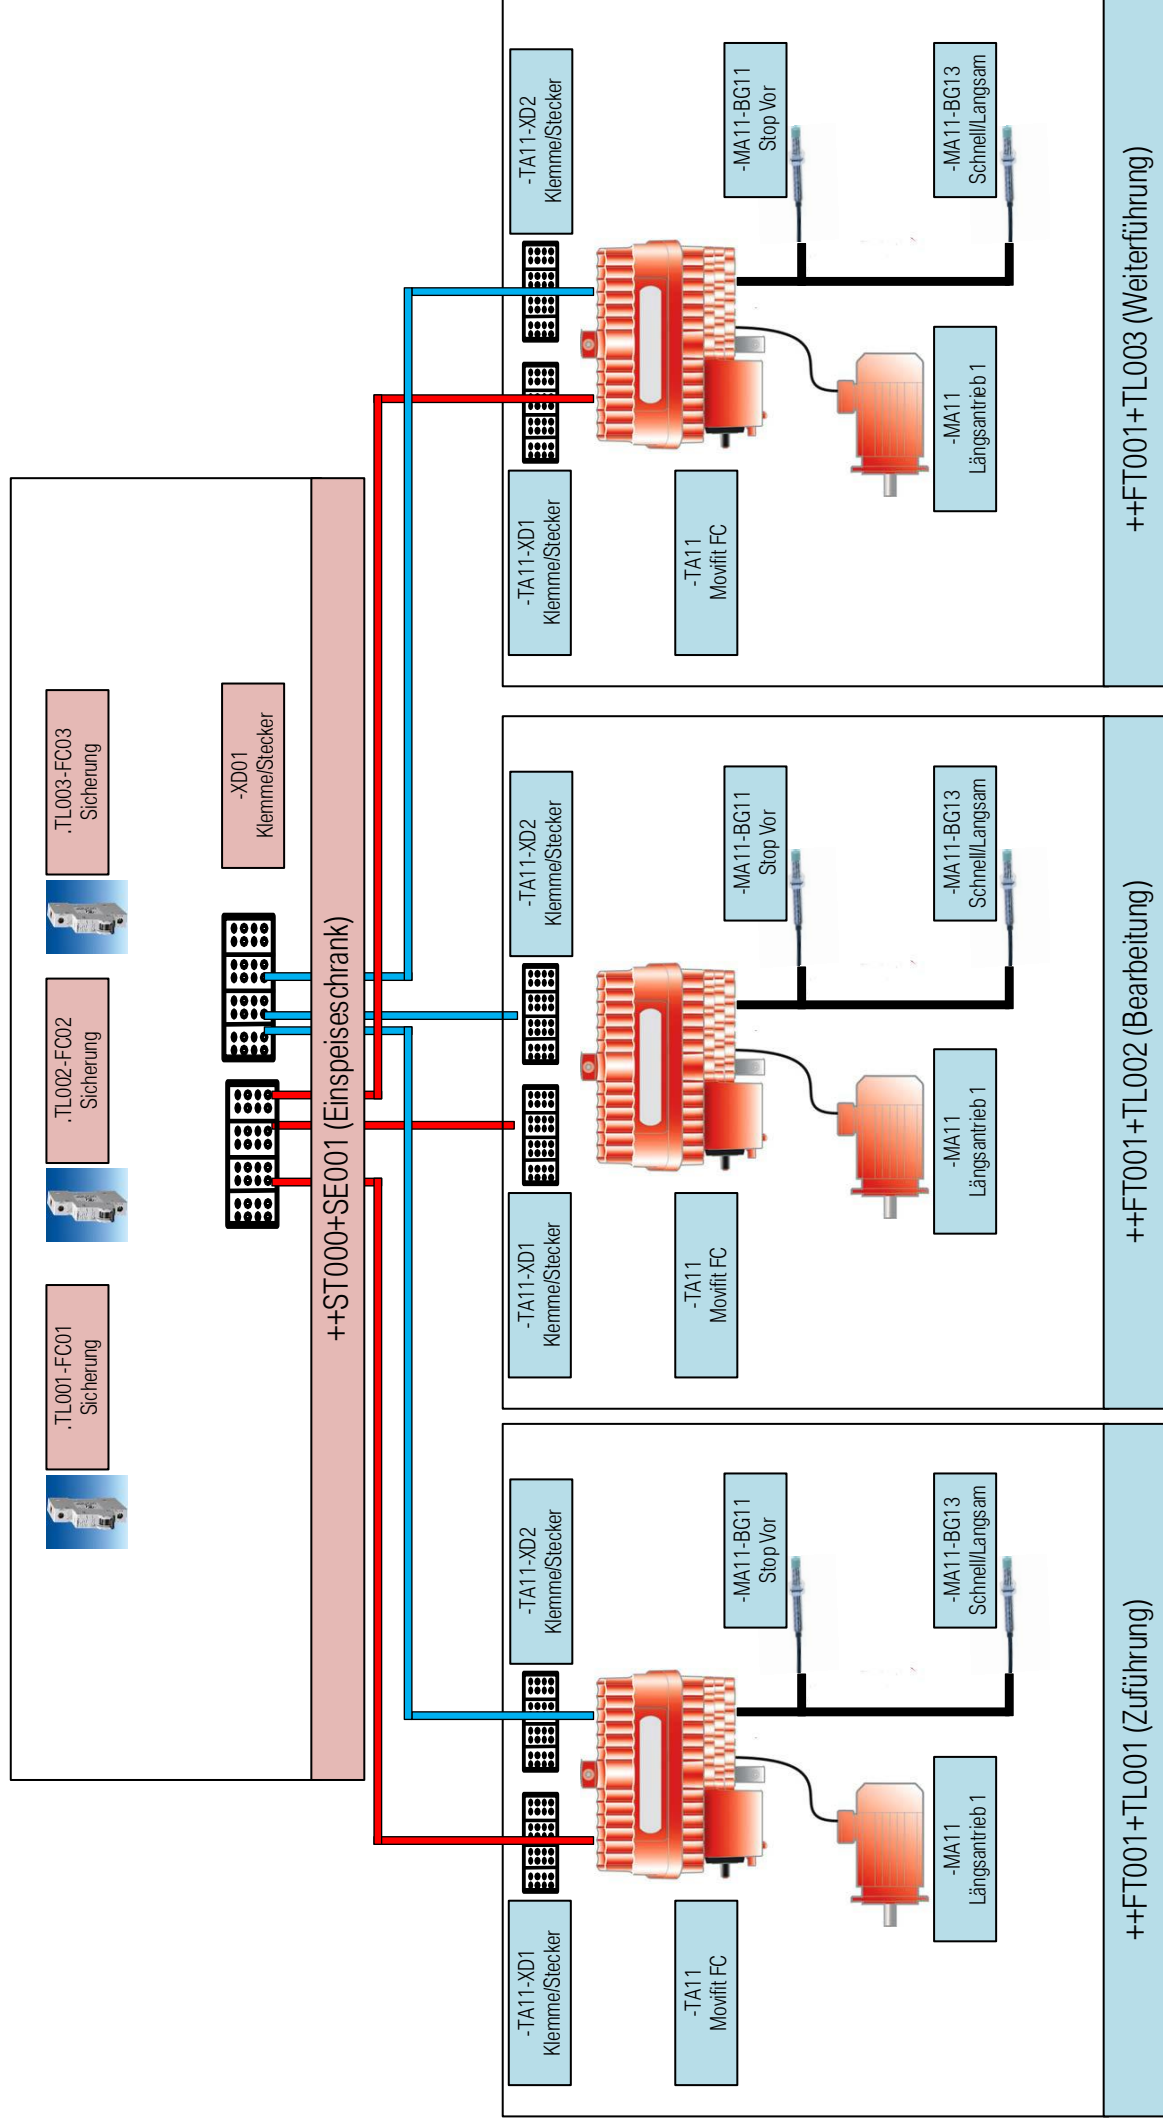 .TL001-FC01
Sicherung
.TL002-FC02
Sicherung
.TL003-FC03
Sicherung
-XD01
Klemme/Stecker
++ST000+SE001 (Einspeiseschrank)
-TA11-XD1
Klemme/Stecker
-TA11-XD2
Klemme/Stecker
-TA11
Movifit FC
-MA11-BG11
Stop Vor
-MA11
Längsantrieb 1
-MA11-BG13
Schnell/Langsam
++FT001+TL001 (Zuführung)
-TA11-XD1
Klemme/Stecker
-TA11-XD2
Klemme/Stecker
-TA11
Movifit FC
-MA11-BG11
Stop Vor
-MA11
Längsantrieb 1
-MA11-BG13
Schnell/Langsam
++FT001+TL002 (Bearbeitung)
-TA11-XD1
Klemme/Stecker
-TA11-XD2
Klemme/Stecker
-TA11
Movifit FC
-MA11-BG11
Stop Vor
-MA11
Längsantrieb 1
-MA11-BG13
Schnell/Langsam
++FT001+TL003 (Weiterführung)